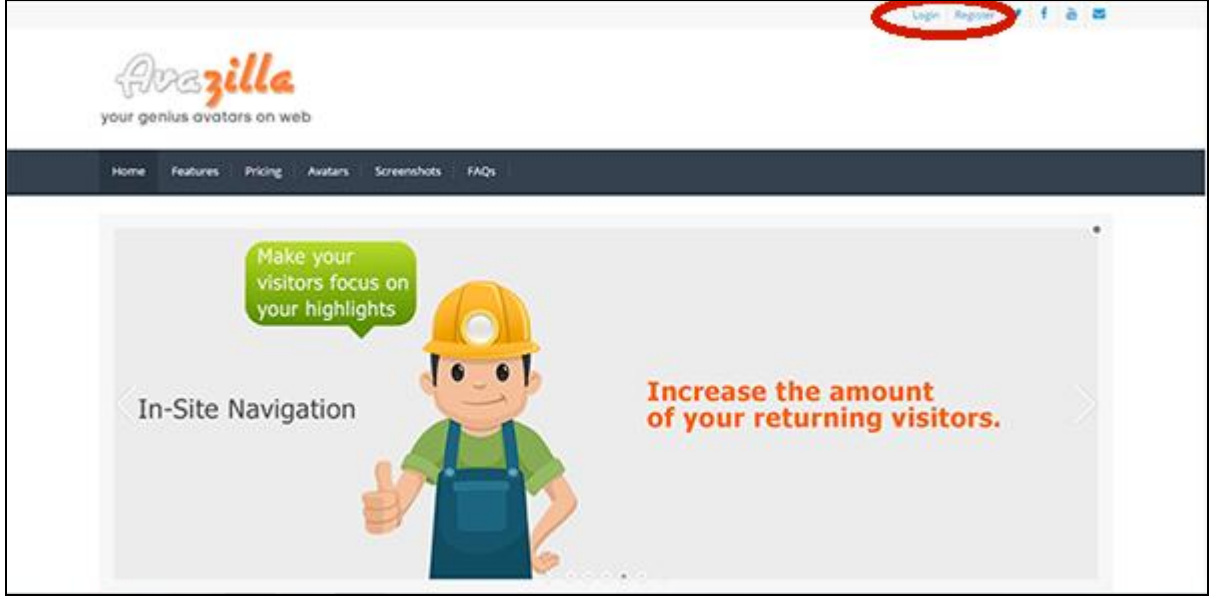 Login Register
Avazilla
your genius avatars on web
Home Features Pricing Avatars Screenshots FAQs
Make your
visitors focus on
your highlights
In-Site Navigation
Increase the amount
of your returning visitors.